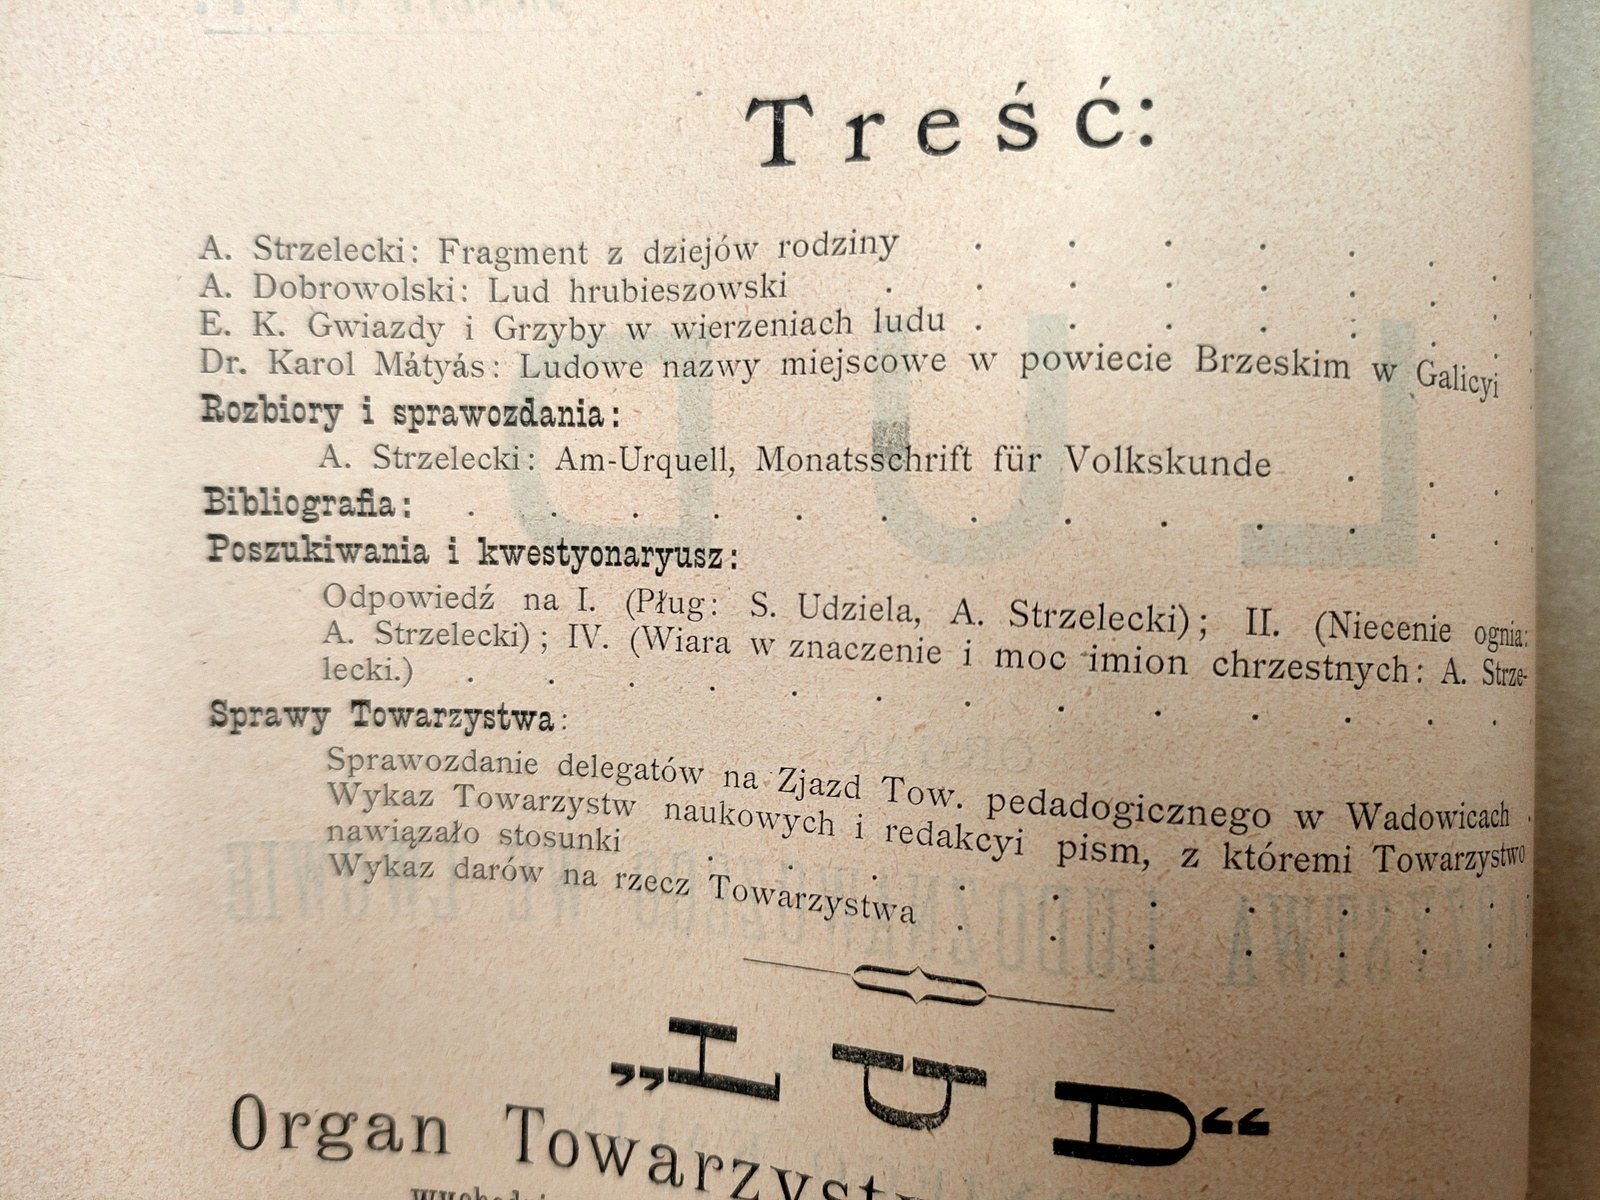 Treść:
A. Strzelecki: Fragment z dziejów rodziny . . . . . . .
A. Dobrowolski: Lud hrubieszowski . . . . . . . .
E. K. Gwiazdy i Grzyby w wierzeniach ludu . . . . . . .
Dr. Karol Mátyás: Ludowe nazwy miejscowe w powiecie Brzeskim w Galicyi
Rozbiory i sprawozdania:
A. Strzelecki: Am-Urquell, Monatsschrift für Volkskunde . . .
Bibliografia: . . . . . . . . . . . . .
Poszukiwania i kwestyonaryusz:
Odpowiedź na I. (Pług: S. Udziela, A. Strzelecki); II. (Niecenie ognia:
A. Strzelecki); IV. (Wiara w znaczenie i moc imion chrzestnych: A. Strze-
lecki.) . . . . . . . . . . . . .
Sprawy Towarzystwa:
Sprawozdanie delegatów na Zjazd Tow. pedadogicznego w Wadowicach .
Wykaz Towarzystw naukowych i redakcyi pism, z któremi Towarzystwo
nawiązało stosunki . . . . . . . . . .
Wykaz darów na rzecz Towarzystwa . . . . . . .
„LUD“
Organ